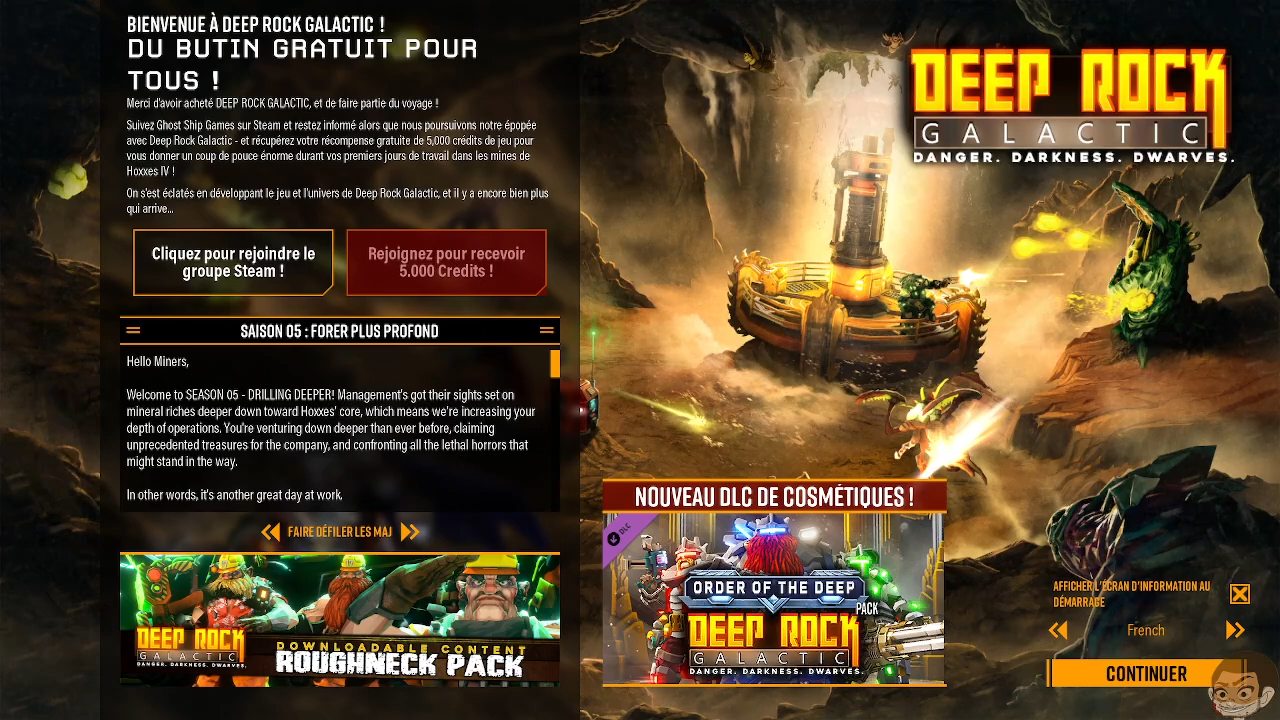 BIENVENUE À DEEP ROCK GALACTIC !
DU BUTIN GRATUIT POUR
TOUS !
Merci d'avoir acheté DEEP ROCK GALACTIC, et de faire partie du voyage !
Suivez Ghost Ship Games sur Steam et restez informé alors que nous poursuivons notre épopée
avec Deep Rock Galactic - et récupérez votre récompense gratuite de 5,000 crédits de jeu pour
vous donner un coup de pouce énorme durant vos premiers jours de travail dans les mines de
Hoxxes IV !
On s'est éclatés en développant le jeu et l'univers de Deep Rock Galactic, et il y a encore bien plus
qui arrive...
Cliquez pour rejoindre le
groupe Steam !
Rejoignez pour recevoir
5.000 Credits !
SAISON 05 : FORER PLUS PROFOND
Hello Miners,
Welcome to SEASON 05 - DRILLING DEEPER! Management's got their sights set on
mineral riches deeper down toward Hoxxes' core, which means we're increasing your
depth of operations. You're venturing down deeper than ever before, claiming
unprecedented treasures for the company, and confronting all the lethal horrors that
might stand in the way.
In other words, it's another great day at work.
FAIRE DÉFILER LES MAJ
DEEP ROCK
GALACTIC
DANGER. DARKNESS. DWARVES.
DOWNLOADABLE CONTENT
ROUGHNECK PACK
DEEP ROCK
GALACTIC
DANGER. DARKNESS. DWARVES.
NOUVEAU DLC DE COSMÉTIQUES !
DLC
ORDER OF THE DEEP
PACK
DEEP ROCK
GALACTIC
DANGER. DARKNESS. DWARVES.
AFFICHER L'ÉCRAN D'INFORMATION AU
DÉMARRAGE
French
CONTINUER